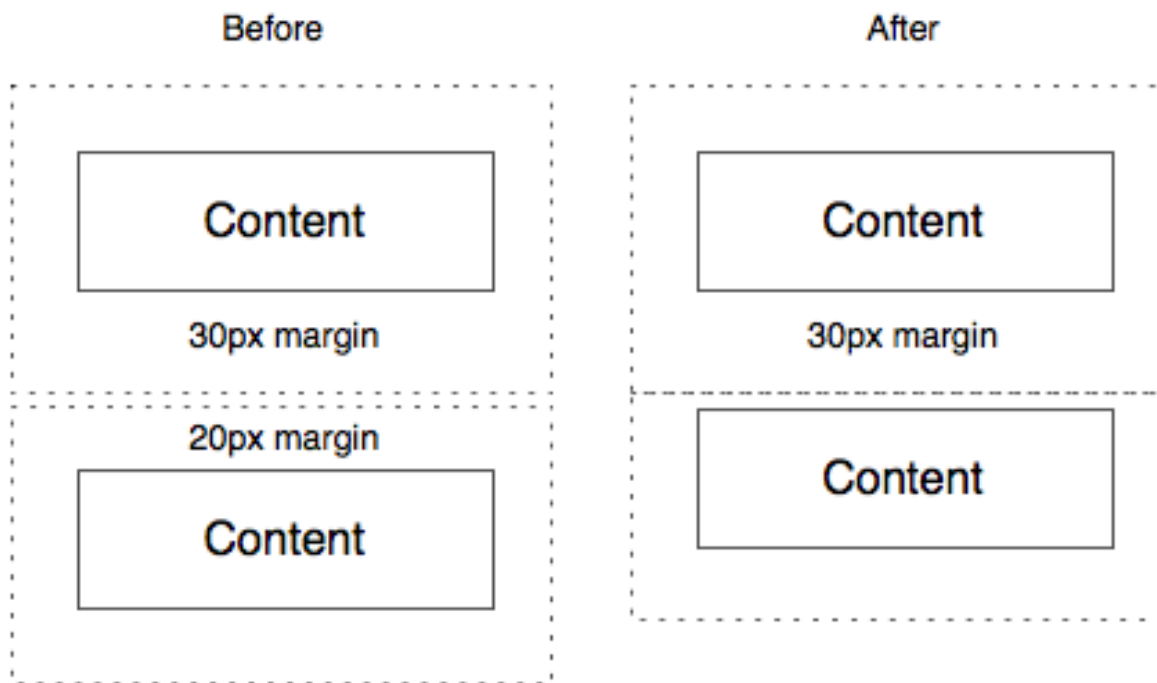 Before
Content
30px margin
20px margin
Content
After
Content
30px margin
Content